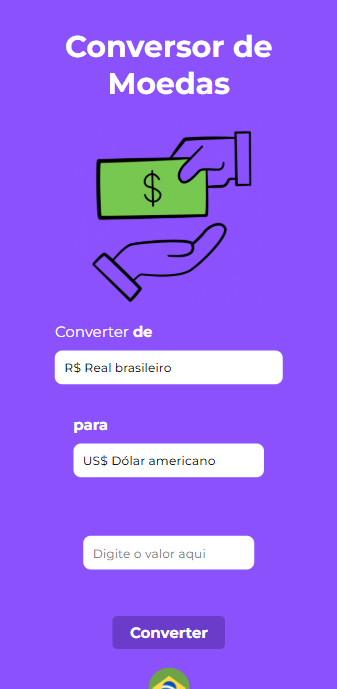 Conversor de
Moedas
$
Converter de
R$ Real brasileiro
para
US$ Dólar americano
Digite o valor aqui
Converter